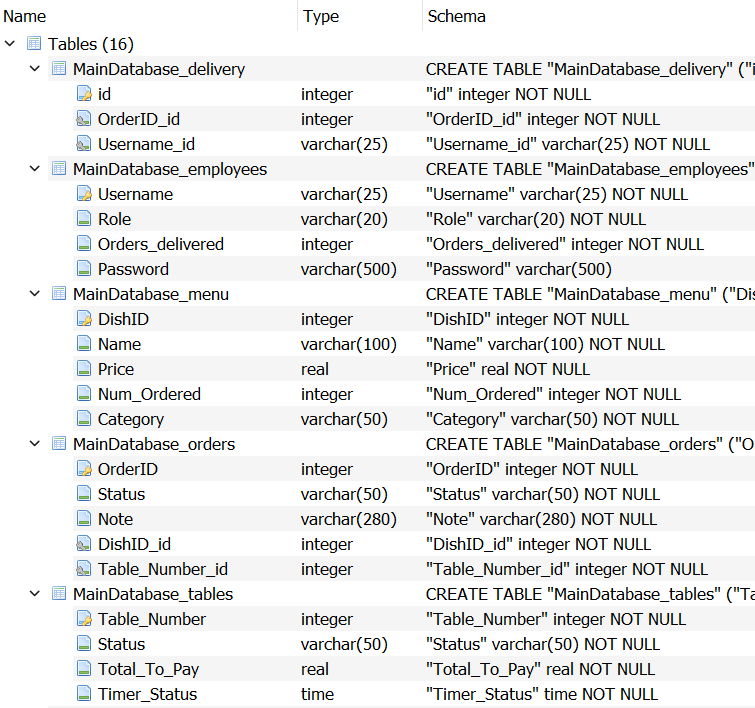 Name Type Schema
Tables (16)
MainDatabase_delivery CREATE TABLE "MainDatabase_delivery" ("i
id integer "id" integer NOT NULL
OrderID_id integer "OrderID_id" integer NOT NULL
Username_id varchar(25) "Username_id" varchar(25) NOT NULL
MainDatabase_employees CREATE TABLE "MainDatabase_employees"
Username varchar(25) "Username" varchar(25) NOT NULL
Role varchar(20) "Role" varchar(20) NOT NULL
Orders_delivered integer "Orders_delivered" integer NOT NULL
Password varchar(500) "Password" varchar(500)
MainDatabase_menu CREATE TABLE "MainDatabase_menu" ("Dis
DishID integer "DishID" integer NOT NULL
Name varchar(100) "Name" varchar(100) NOT NULL
Price real "Price" real NOT NULL
Num_Ordered integer "Num_Ordered" integer NOT NULL
Category varchar(50) "Category" varchar(50) NOT NULL
MainDatabase_orders CREATE TABLE "MainDatabase_orders" ("O
OrderID integer "OrderID" integer NOT NULL
Status varchar(50) "Status" varchar(50) NOT NULL
Note varchar(280) "Note" varchar(280) NOT NULL
DishID_id integer "DishID_id" integer NOT NULL
Table_Number_id integer "Table_Number_id" integer NOT NULL
MainDatabase_tables CREATE TABLE "MainDatabase_tables" ("Ta
Table_Number integer "Table_Number" integer NOT NULL
Status varchar(50) "Status" varchar(50) NOT NULL
Total_To_Pay real "Total_To_Pay" real NOT NULL
Timer_Status time "Timer_Status" time NOT NULL